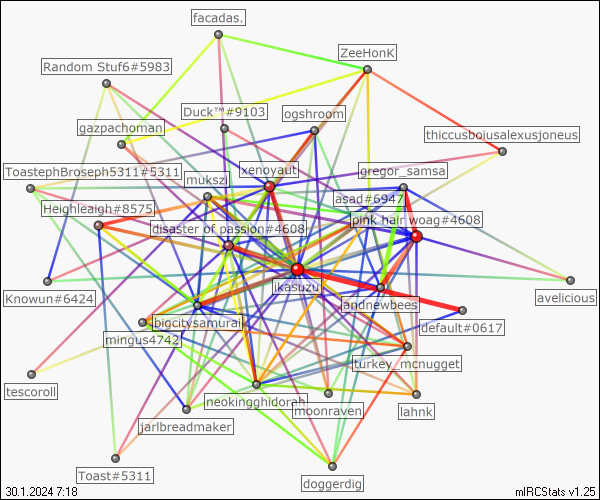 facadas.
ZeeHonK
Random Stuf6#5983
Duck™#9103
ogshroom
gazpachoman
thiccusboiusalexusjoneus
ToastephBroseph5311#5311
xenoyaut
gregor_samsa
mukszi
asad#6947
Heighleaigh#8575
pink hair woag#4608
disaster of passion#4608
ikasuzu
Knowun#6424
avelicious
jandnewbees
bigcitysamurai
default#0617
mingus4742
turkey_mcnugget
tescoroll
neokingghidorah
moonraven
lahnk
jarlbreadmaker
Toast#5311
doggerdig
30.1.2024 7:18
mIRCStats v1.25